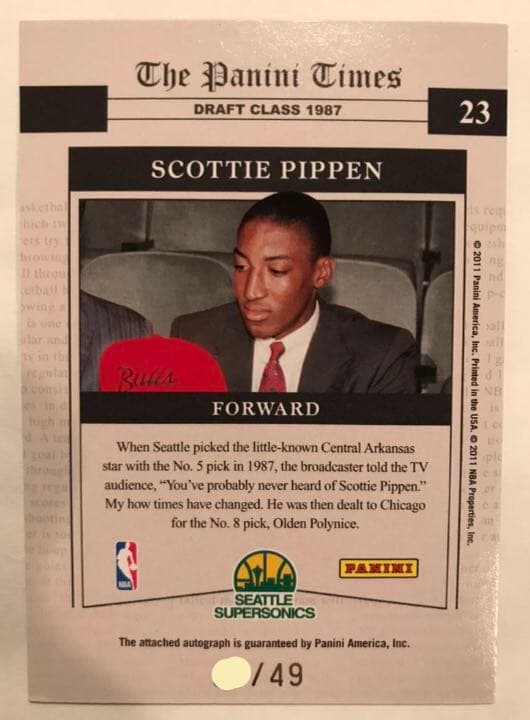 The Panini Times
DRAFT CLASS 1987
23
SCOTTIE PIPPEN
Bulls
FORWARD
When Seattle picked the little-known Central Arkansas
star with the No. 5 pick in 1987, the broadcaster told the TV
audience, “You've probably never heard of Scottie Pippen.”
My how times have changed. He was then dealt to Chicago
for the No. 8 pick, Olden Polynice.
NBA
SEATTLE
SUPERSONICS
PANINI
The attached autograph is guaranteed by Panini America, Inc.
/49
© 2011 Panini America, Inc. Printed in the USA. © 2011 NBA Properties, Inc.